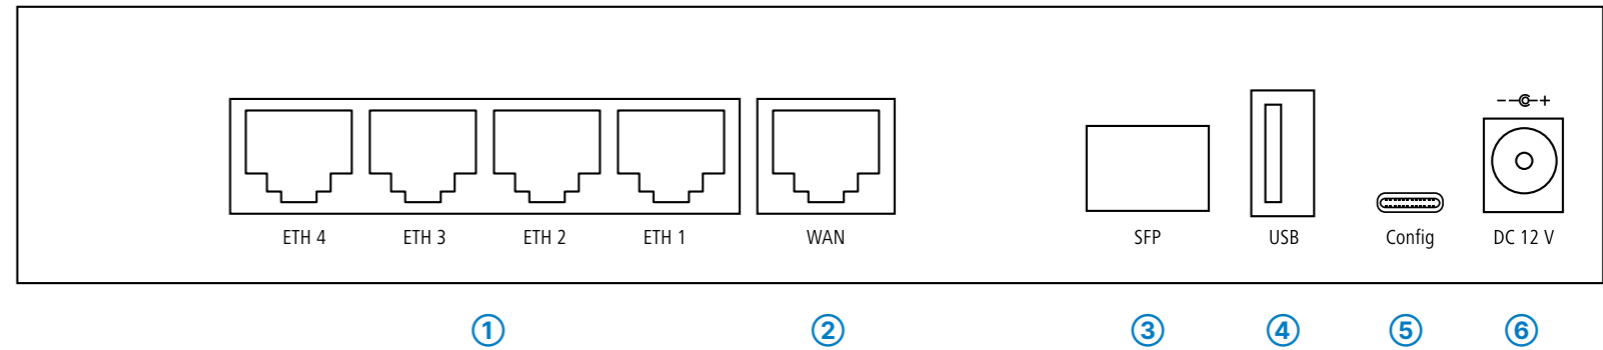 ETH 4 ETH 3 ETH 2 ETH 1 WAN SFP USB Config DC 12 V
① ② ③ ④ ⑤ ⑥